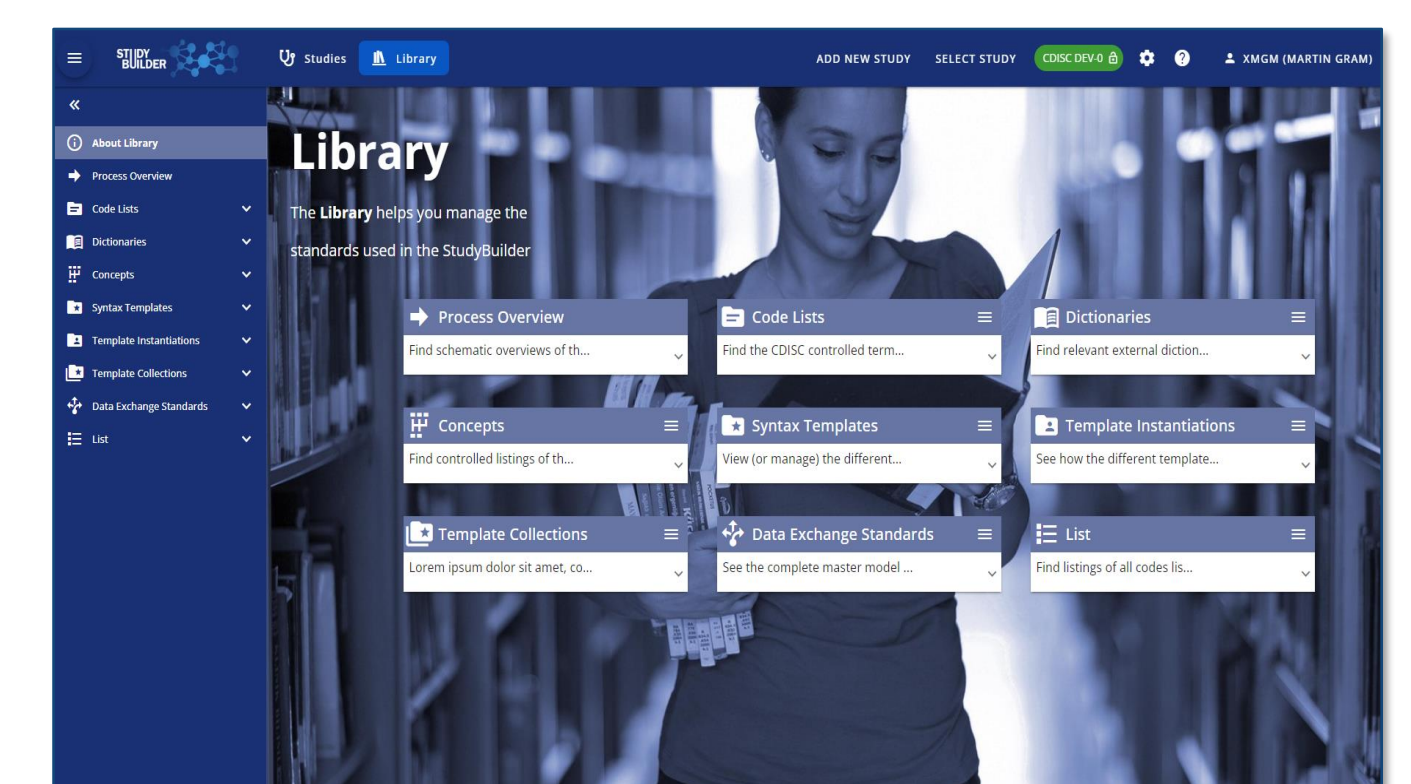 STUDY BUILDER
Studies
Library
ADD NEW STUDY
SELECT STUDY
CDISC DEV-0
XMGM (MARTIN GRAM)
About Library
Process Overview
Code Lists
Dictionaries
Concepts
Syntax Templates
Template Instantiations
Template Collections
Data Exchange Standards
List
Library
The Library helps you manage the
standards used in the StudyBuilder
Process Overview
Find schematic overviews of th...
Code Lists
Find the CDISC controlled term...
Dictionaries
Find relevant external diction...
Concepts
Find controlled listings of th...
Syntax Templates
View (or manage) the different...
Template Instantiations
See how the different template...
Template Collections
Lorem ipsum dolor sit amet, co...
Data Exchange Standards
See the complete master model ...
List
Find listings of all codes lis...